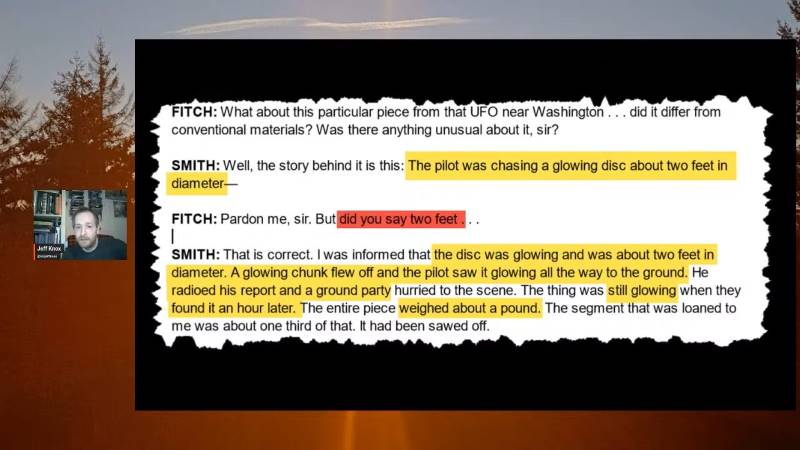 FITCH: What about this particular piece from that UFO near Washington . . . did it differ from
conventional materials? Was there anything unusual about it, sir?
SMITH: Well, the story behind it is this: The pilot was chasing a glowing disc about two feet in
diameter—
FITCH: Pardon me, sir. But did you say two feet . . .
SMITH: That is correct. I was informed that the disc was glowing and was about two feet in
diameter. A glowing chunk flew off and the pilot saw it glowing all the way to the ground. He
radioed his report and a ground party hurried to the scene. The thing was still glowing when they
found it an hour later. The entire piece weighed about a pound. The segment that was loaned to
me was about one third of that. It had been sawed off.
Jeff Knox